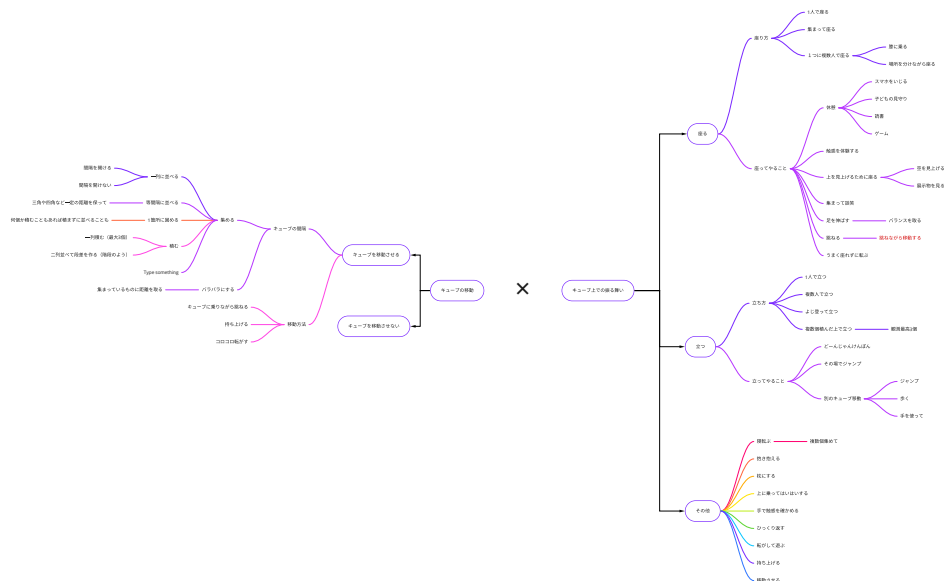 間隔を開ける
間隔を開けない
一列に並べる
三角や四角など一定の距離を保って
等間隔に並べる
何個か積むこともあれば積まずに並べることも
1箇所に固める
集める
一列積む（最大3段）
二列並べて段差を作る（階段のよう）
積む
Type something
集まっているものに距離を取る
バラバラにする
キューブの間隔
キューブに乗りながら跳ねる
持ち上げる
コロコロ転がす
移動方法
キューブを移動させる
キューブを移動させない
キューブの移動
×
キューブ上での振る舞い
座る
座り方
1人で座る
集まって座る
１つに複数人で座る
膝に乗る
場所を分けながら座る
座ってやること
休憩
スマホをいじる
子どもの見守り
読書
ゲーム
触感を体験する
上を見上げるために座る
空を見上げる
展示物を見る
集まって談笑
足を伸ばす
バランスを取る
跳ねる
跳ねながら移動する
うまく座れずに転ぶ
立つ
立ち方
1人で立つ
複数人で立つ
よじ登って立つ
複数個積んだ上で立つ
観測最高2個
立ってやること
どーんじゃんけんぽん
その場でジャンプ
別のキューブ移動
ジャンプ
歩く
手を使って
その他
寝転ぶ
複数個集めて
抱き抱える
枕にする
上に乗ってはいはいする
手で触感を確かめる
ひっくり返す
転がして遊ぶ
持ち上げる
移動させる